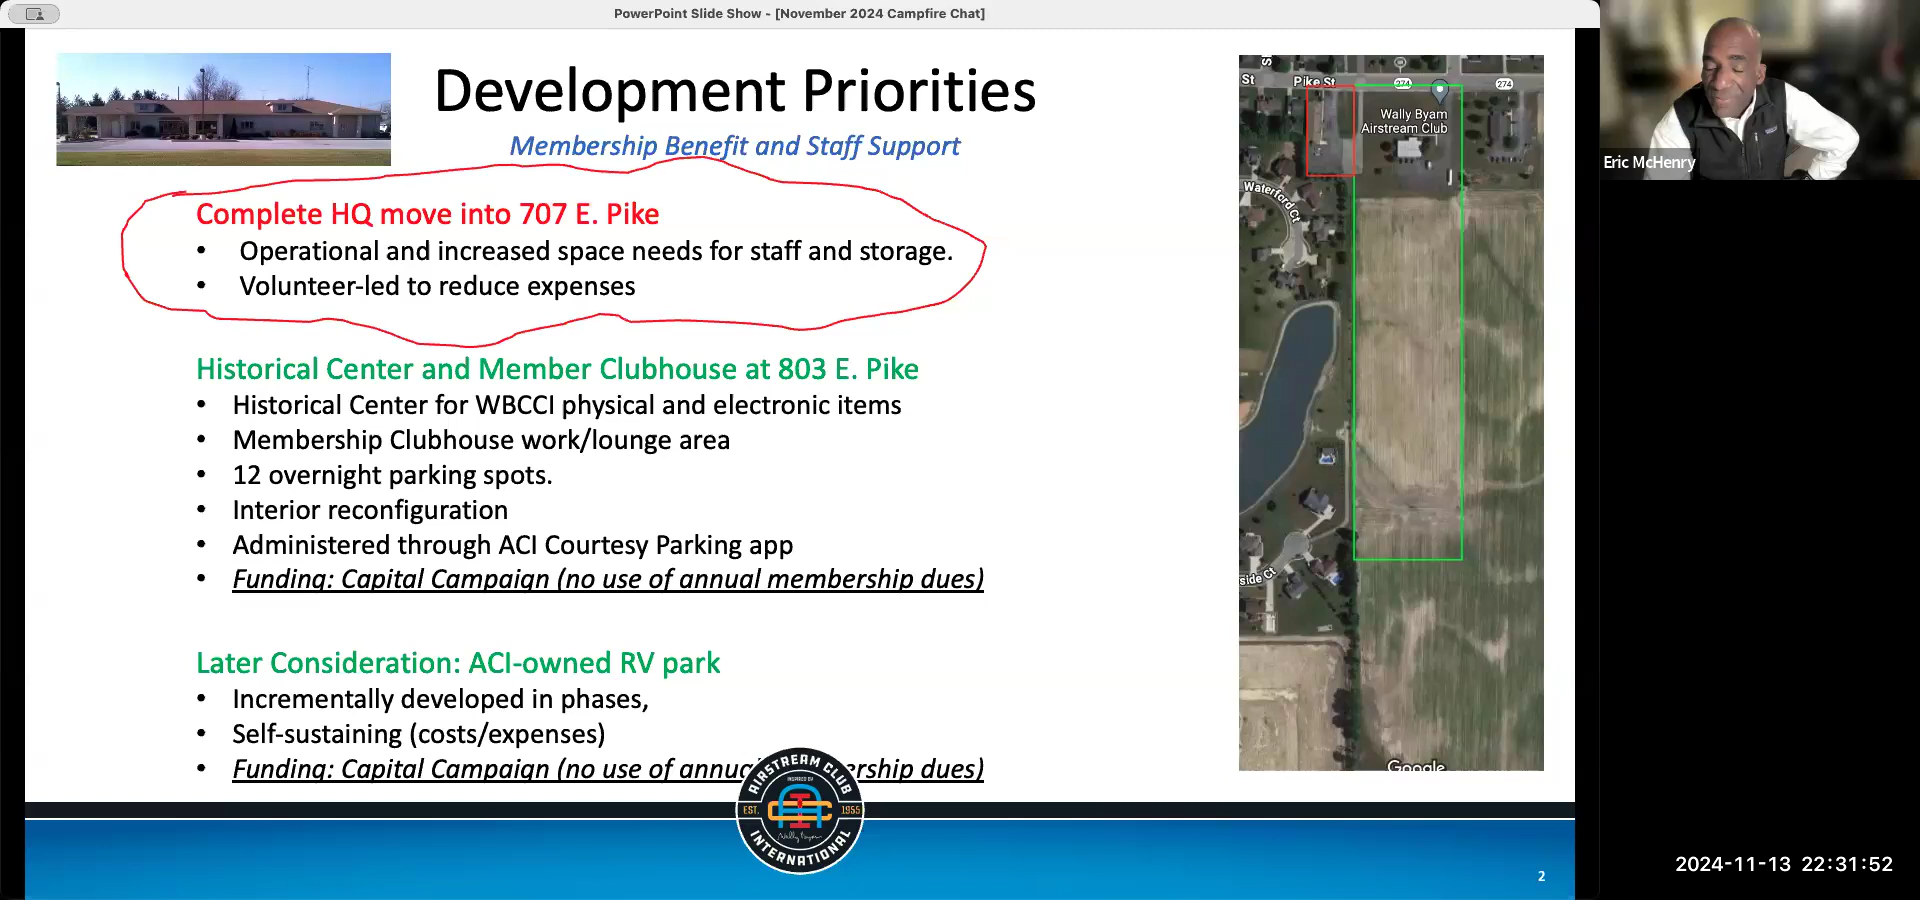 PowerPoint Slide Show - [November 2024 Campfire Chat]
Development Priorities
Membership Benefit and Staff Support
Complete HQ move into 707 E. Pike
• Operational and increased space needs for staff and storage.
• Volunteer-led to reduce expenses
Historical Center and Member Clubhouse at 803 E. Pike
• Historical Center for WBCCI physical and electronic items
• Membership Clubhouse work/lounge area
• 12 overnight parking spots.
• Interior reconfiguration
• Administered through ACI Courtesy Parking app
• Funding: Capital Campaign (no use of annual membership dues)
Later Consideration: ACI-owned RV park
• Incrementally developed in phases,
• Self-sustaining (costs/expenses)
• Funding: Capital Campaign (no use of annu ership dues)
AIRSTREAM CLUB
INSPIRED BY
EST. 1955
Wally Byam
INTERNATIONAL
2
St
Pike St
274
274
Wally Byam
Airstream Club
Waterford Ct
side Ct
Google
Eric McHenry
2024-11-13 22:31:52